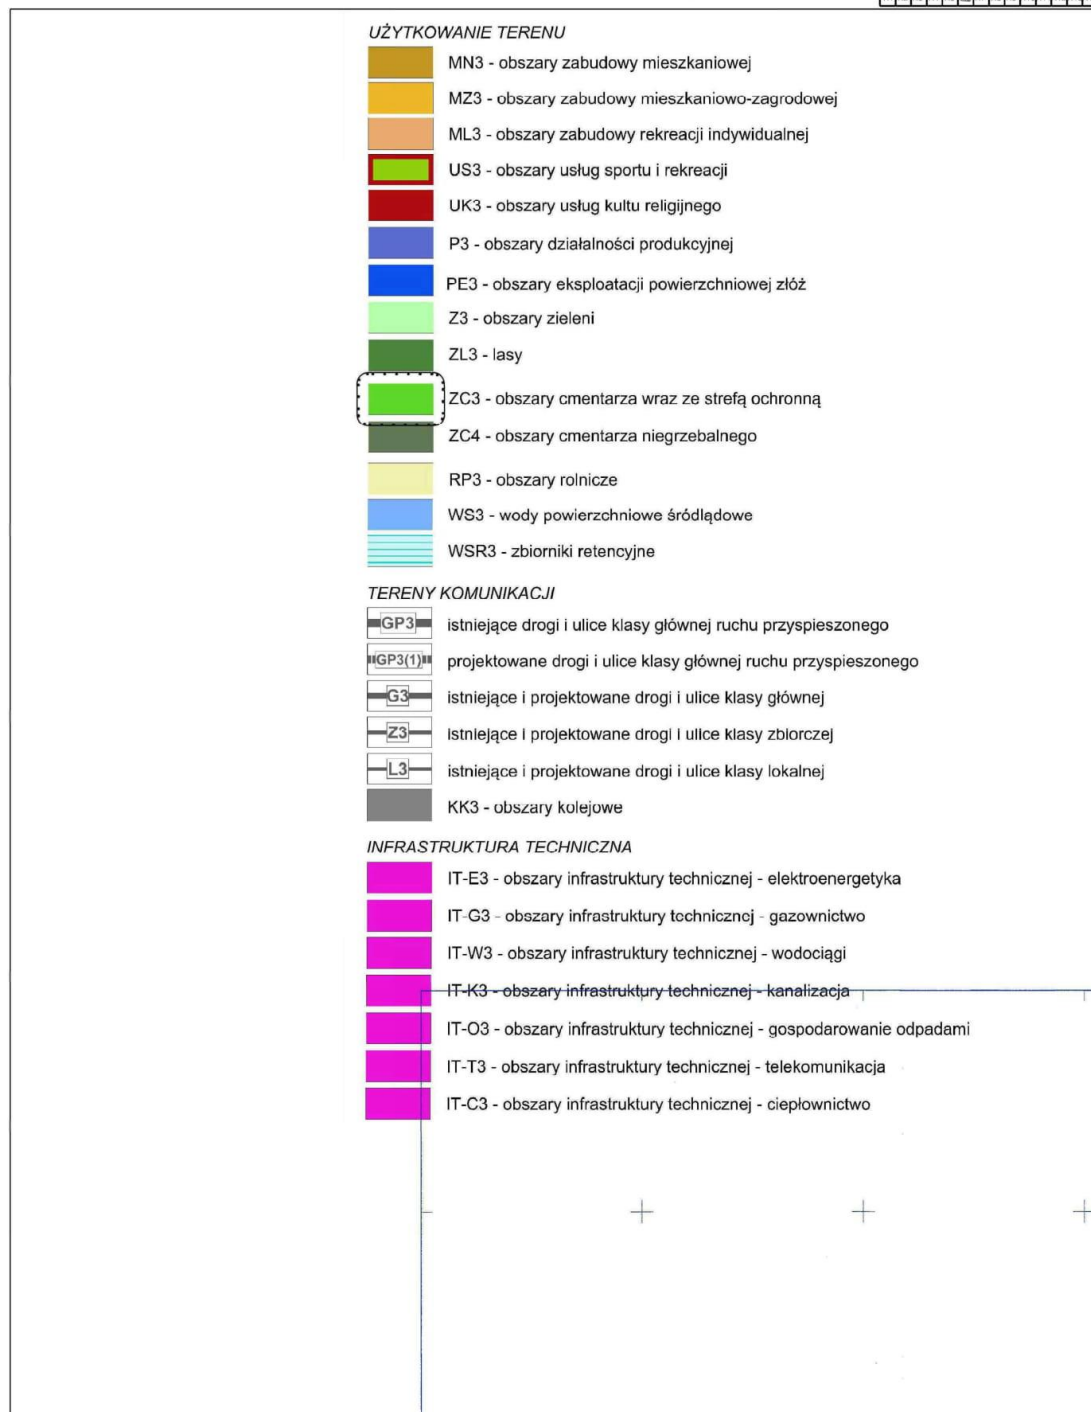 UŻYTKOWANIE TERENU
MN3 - obszary zabudowy mieszkaniowej
MZ3 - obszary zabudowy mieszkaniowo-zagrodowej
ML3 - obszary zabudowy rekreacji indywidualnej
US3 - obszary usług sportu i rekreacji
UK3 - obszary usług kultu religijnego
P3 - obszary działalności produkcyjnej
PE3 - obszary eksploatacji powierzchniowej złóż
Z3 - obszary zieleni
ZL3 - lasy
ZC3 - obszary cmentarza wraz ze strefą ochronną
ZC4 - obszary cmentarza niegrzebalnego
RP3 - obszary rolnicze
WS3 - wody powierzchniowe śródlądowe
WSR3 - zbiorniki retencyjne
TERENY KOMUNIKACJI
GP3 istniejące drogi i ulice klasy głównej ruchu przyspieszonego
GP3(1) projektowane drogi i ulice klasy głównej ruchu przyspieszonego
G3 istniejące i projektowane drogi i ulice klasy głównej
Z3 istniejące i projektowane drogi i ulice klasy zbiorczej
L3 istniejące i projektowane drogi i ulice klasy lokalnej
KK3 - obszary kolejowe
INFRASTRUKTURA TECHNICZNA
IT-E3 - obszary infrastruktury technicznej - elektroenergetyka
IT-G3 - obszary infrastruktury technicznej - gazownictwo
IT-W3 - obszary infrastruktury technicznej - wodociągi
IT-K3 - obszary infrastruktury technicznej - kanalizacja
IT-O3 - obszary infrastruktury technicznej - gospodarowanie odpadami
IT-T3 - obszary infrastruktury technicznej - telekomunikacja
IT-C3 - obszary infrastruktury technicznej - ciepłownictwo